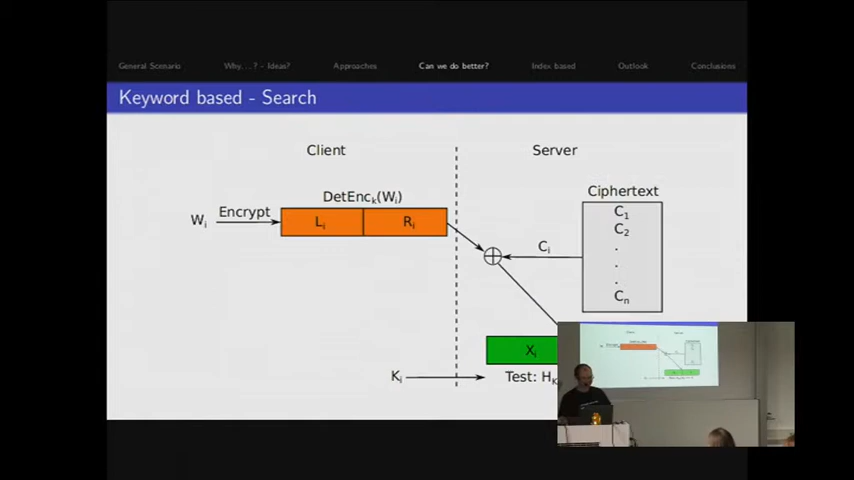 General Scenario Why...? - Ideas? Approaches Can we do better? Index based Outlook Conclusions
Keyword based - Search
Client Server
DetEnck(Wi) Ciphertext
Wi Encrypt Li Ri C1
C2
.
Ci .
.
Cn
Xi
Ki Test: HK